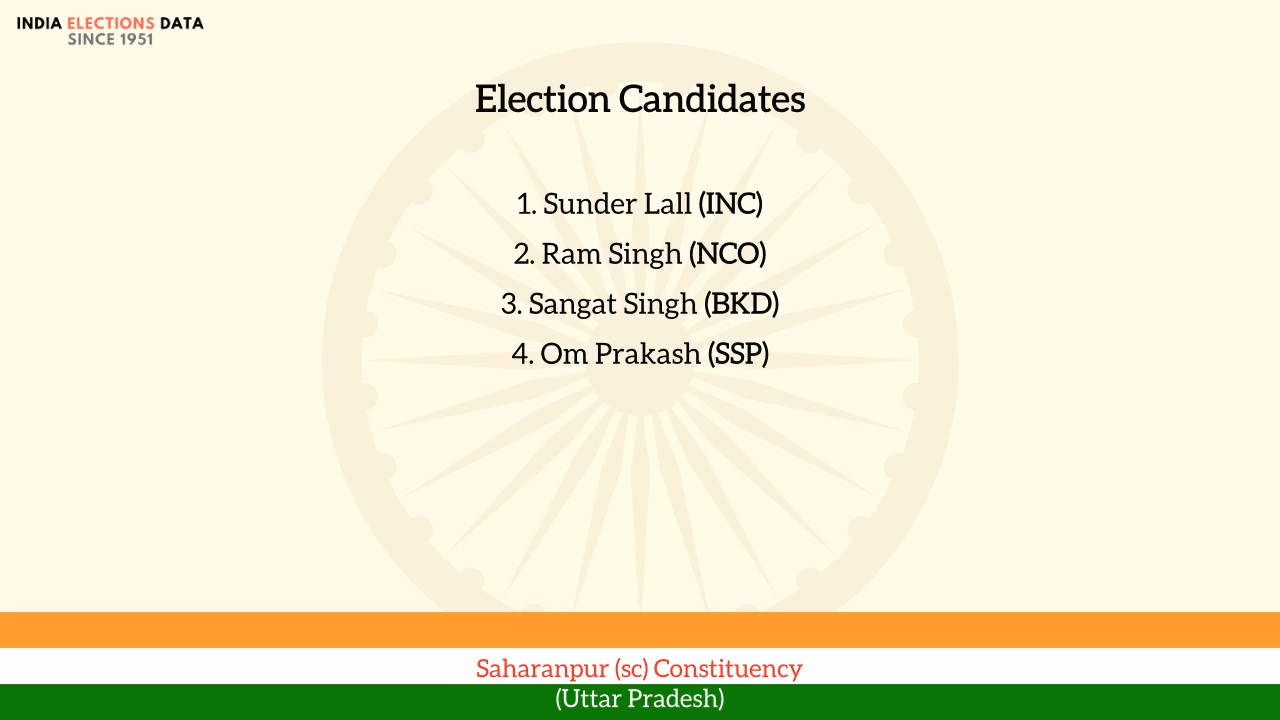 INDIA ELECTIONS DATA
SINCE 1951
Election Candidates
1. Sunder Lall (INC)
2. Ram Singh (NCO)
3. Sangat Singh (BKD)
4. Om Prakash (SSP)
Saharanpur (sc) Constituency
(Uttar Pradesh)